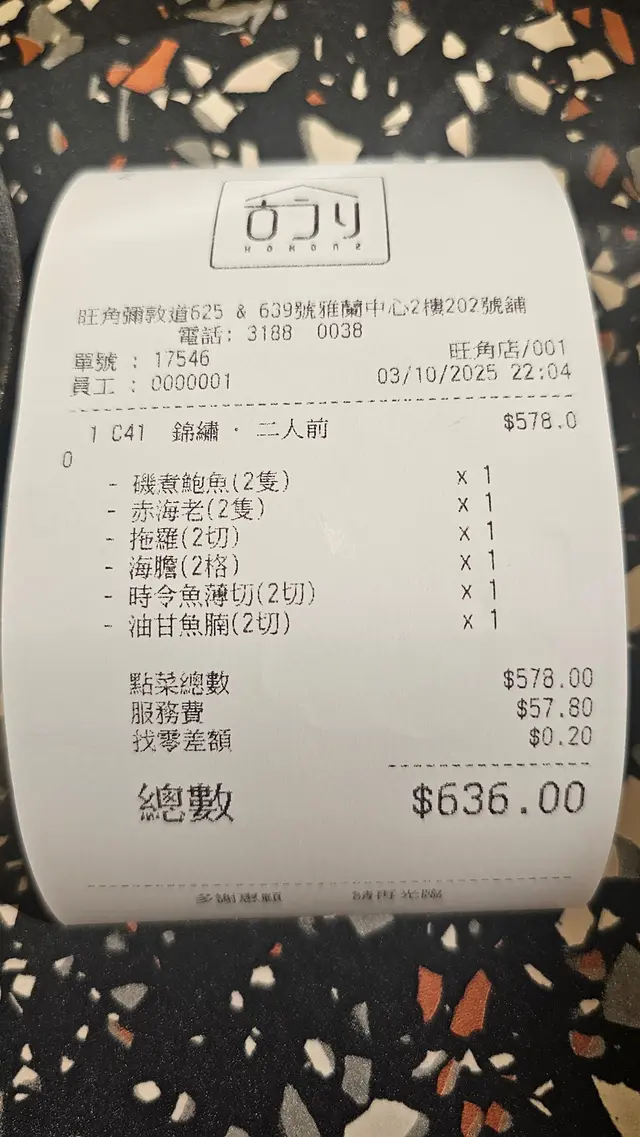 古コリ
KOKONE
旺角彌敦道625 & 639號雅蘭中心2樓202號舖
電話: 3188 0038
單號 : 17546 旺角店/001
員工 : 0000001 03/10/2025 22:04
1 C41 錦繡 · 二人前 $578.0
0
- 磯煮鮑魚(2隻) x 1
- 赤海老(2隻) x 1
- 拖羅(2切) x 1
- 海膽(2格) x 1
- 時令魚薄切(2切) x 1
- 油甘魚腩(2切) x 1
點菜總數 $578.00
服務費 $57.80
找零差額 $0.20
總數 $636.00